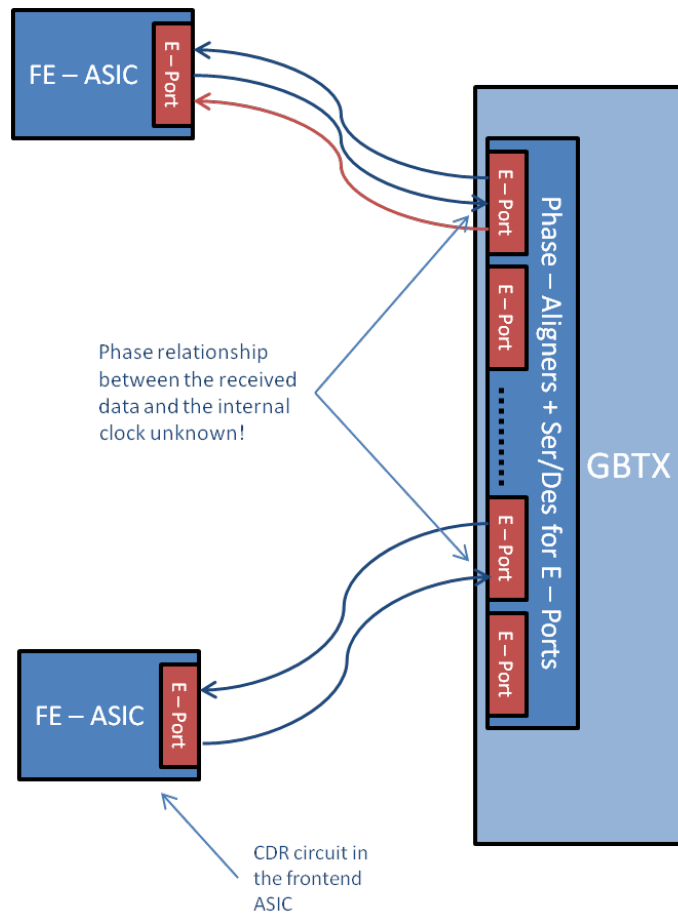 FE – ASIC
E – Port
E – Port
E – Port
E – Port
E – Port
Phase – Aligners + Ser/Des for E – Ports
GBTX
Phase relationship
between the received
data and the internal
clock unknown!
FE – ASIC
E – Port
CDR circuit in
the frontend
ASIC